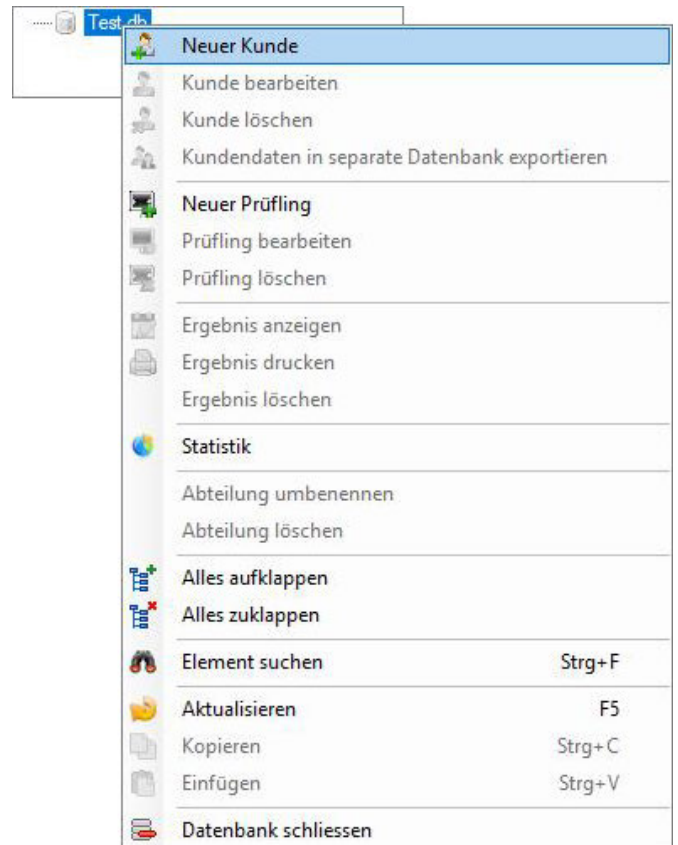 Test.db
Neuer Kunde
Kunde bearbeiten
Kunde löschen
Kundendaten in separate Datenbank exportieren
Neuer Prüfling
Prüfling bearbeiten
Prüfling löschen
Ergebnis anzeigen
Ergebnis drucken
Ergebnis löschen
Statistik
Abteilung umbenennen
Abteilung löschen
Alles aufklappen
Alles zuklappen
Element suchen Strg+F
Aktualisieren F5
Kopieren Strg+C
Einfügen Strg+V
Datenbank schliessen